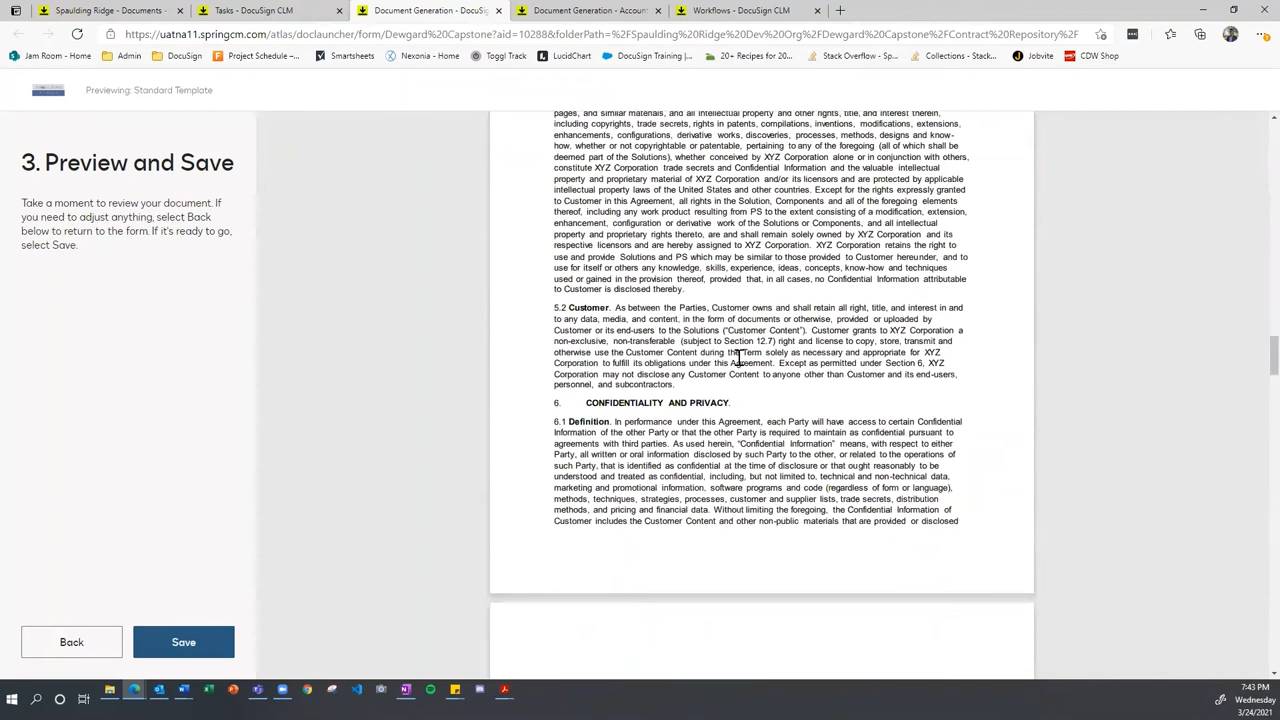 Spaulding Ridge - Documents -
Tasks - DocuSign CLM
Document Generation - DocuSign
Document Generation - Account
Workflows - DocuSign CLM
https://uatna11.springcm.com/atlas/doclauncher/form/Dewgard%20Capstone?aid=10288&folderPath=%2FSpaulding%20Ridge%20Dev%20Org%2FDewgard%20Capstone%2FContract%20Repository%2F
Jam Room - Home
Admin
DocuSign
Project Schedule –...
Smartsheets
Nexonia - Home
Toggl Track
LucidChart
DocuSign Training |...
20+ Recipes for 20...
Stack Overflow - Sp...
Collections - Stack...
Jobvite
CDW Shop
Previewing: Standard Template
3. Preview and Save
Take a moment to review your document. If
you need to adjust anything, select Back
below to return to the form. If it's ready to go,
select Save.
Back
Save
pages, and similar materials, and all intellectual property and other rights, title, and interest therein,
including copyrights, trade secrets, rights in patents, compilations, inventions, modifications, extensions,
enhancements, configurations, derivative works, discoveries, processes, methods, designs and know-
how, whether or not copyrightable or patentable, pertaining to any of the foregoing (all of which shall be
deemed part of the Solutions), whether conceived by XYZ Corporation alone or in conjunction with others,
constitute XYZ Corporation trade secrets and Confidential Information and the valuable intellectual
property and proprietary material of XYZ Corporation and/or its licensors and are protected by applicable
intellectual property laws of the United States and other countries. Except for the rights expressly granted
to Customer in this Agreement, all rights in the Solution, Components and all of the foregoing elements
thereof, including any work product resulting from PS to the extent consisting of a modification, extension,
enhancement, configuration or derivative work of the Solutions or Components, and all intellectual
property and proprietary rights thereto, are and shall remain solely owned by XYZ Corporation and its
respective licensors and are hereby assigned to XYZ Corporation. XYZ Corporation retains the right to
use and provide Solutions and PS which may be similar to those provided to Customer hereunder, and to
use for itself or others any knowledge, skills, experience, ideas, concepts, know-how and techniques
used or gained in the provision thereof, provided that, in all cases, no Confidential Information attributable
to Customer is disclosed thereby.
5.2 Customer. As between the Parties, Customer owns and shall retain all right, title, and interest in and
to any data, media, and content, in the form of documents or otherwise, provided or uploaded by
Customer or its end-users to the Solutions (“Customer Content”). Customer grants to XYZ Corporation a
non-exclusive, non-transferable (subject to Section 12.7) right and license to copy, store, transmit and
otherwise use the Customer Content during the Term solely as necessary and appropriate for XYZ
Corporation to fulfill its obligations under this Agreement. Except as permitted under Section 6, XYZ
Corporation may not disclose any Customer Content to anyone other than Customer and its end-users,
personnel, and subcontractors.
6. CONFIDENTIALITY AND PRIVACY.
6.1 Definition. In performance under this Agreement, each Party will have access to certain Confidential
Information of the other Party or that the other Party is required to maintain as confidential pursuant to
agreements with third parties. As used herein, “Confidential Information” means, with respect to either
Party, all written or oral information disclosed by such Party to the other, or related to the operations of
such Party, that is identified as confidential at the time of disclosure or that ought reasonably to be
understood and treated as confidential, including, but not limited to, technical and non-technical data,
marketing and promotional information, software programs and code (regardless of form or language),
methods, techniques, strategies, processes, customer and supplier lists, trade secrets, distribution
methods, and pricing and financial data. Without limiting the foregoing, the Confidential Information of
Customer includes the Customer Content and other non-public materials that are provided or disclosed
7:43 PM
Wednesday
3/24/2021